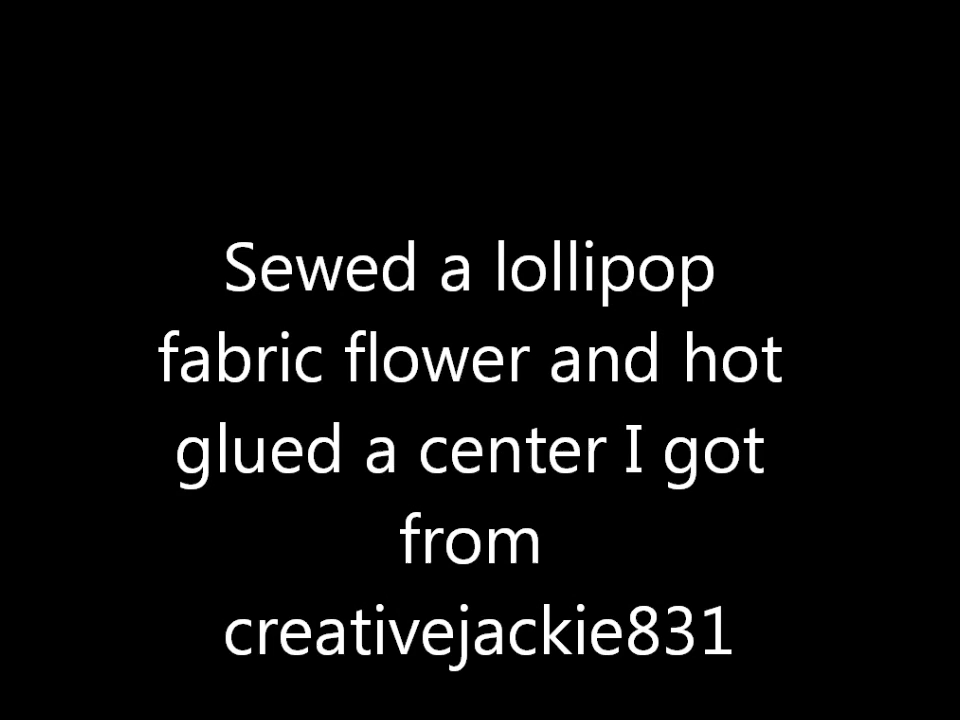 Sewed a lollipop
fabric flower and hot
glued a center I got
from
creativejackie831